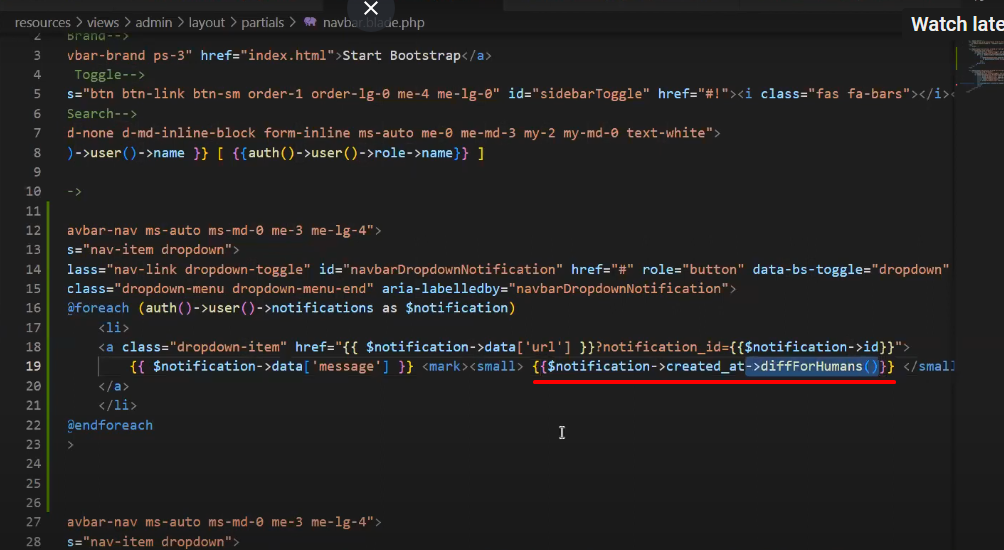 resources > views > admin > layout > partials > navbar.blade.php
Watch late
2 Brand-->
3 vbar-brand ps-3" href="index.html">Start Bootstrap</a>
4 Toggle-->
5 s="btn btn-link btn-sm order-1 order-lg-0 me-4 me-lg-0" id="sidebarToggle" href="#!"><i class="fas fa-bars"></i><
6 Search-->
7 d-none d-md-inline-block form-inline ms-auto me-0 me-md-3 my-2 my-md-0 text-white">
8 )->user()->name }} [ {{auth()->user()->role->name}} ]
9
10 ->
11
12 avbar-nav ms-auto ms-md-0 me-3 me-lg-4">
13 s="nav-item dropdown">
14 lass="nav-link dropdown-toggle" id="navbarDropdownNotification" href="#" role="button" data-bs-toggle="dropdown"
15 class="dropdown-menu dropdown-menu-end" aria-labelledby="navbarDropdownNotification">
16 @foreach (auth()->user()->notifications as $notification)
17 <li>
18 <a class="dropdown-item" href="{{ $notification->data['url'] }}?notification_id={{$notification->id}}">
19 {{ $notification->data['message'] }} <mark><small> {{$notification->created_at->diffForHumans()}} </small
20 </a>
21 </li>
22 @endforeach
23 >
24
25
26
27 avbar-nav ms-auto ms-md-0 me-3 me-lg-4">
28 s="nav-item dropdown">